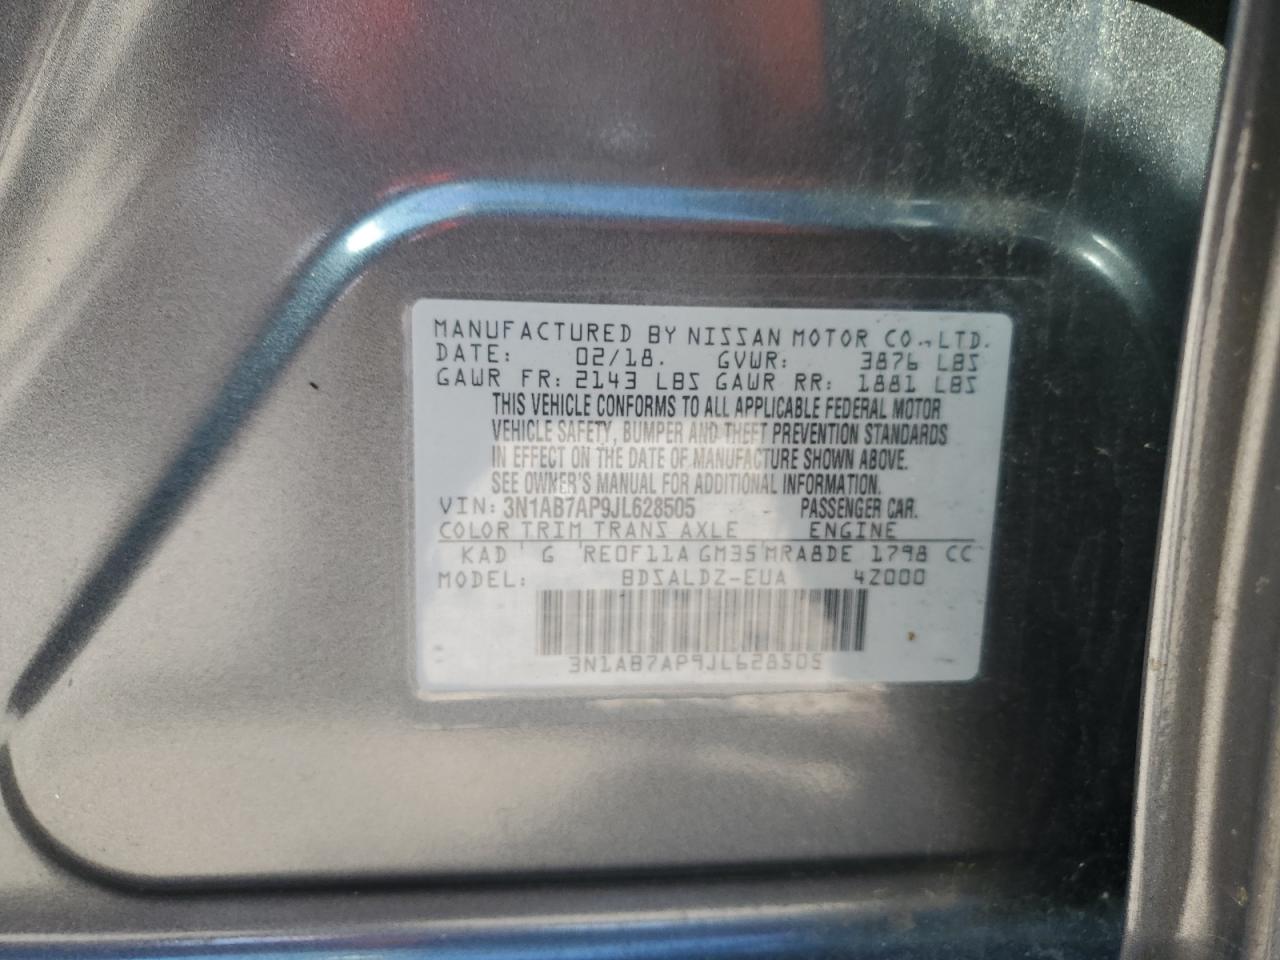 MANUFACTURED BY NISSAN MOTOR CO.,LTD.
DATE: 02/18. GVWR: 3876 LBS
GAWR FR: 2143 LBS GAWR RR: 1881 LBS
THIS VEHICLE CONFORMS TO ALL APPLICABLE FEDERAL MOTOR
VEHICLE SAFETY, BUMPER AND THEFT PREVENTION STANDARDS
IN EFFECT ON THE DATE OF MANUFACTURE SHOWN ABOVE.
SEE OWNER'S MANUAL FOR ADDITIONAL INFORMATION.
VIN: 3N1AB7AP9JL628505 PASSENGER CAR.
COLOR TRIM TRANS AXLE ENGINE
KAD G RE0F11A GM35 MRA8DE 1798 CC
MODEL: BDSALDZ-EUA 4Z000
3N1AB7AP9JL628505